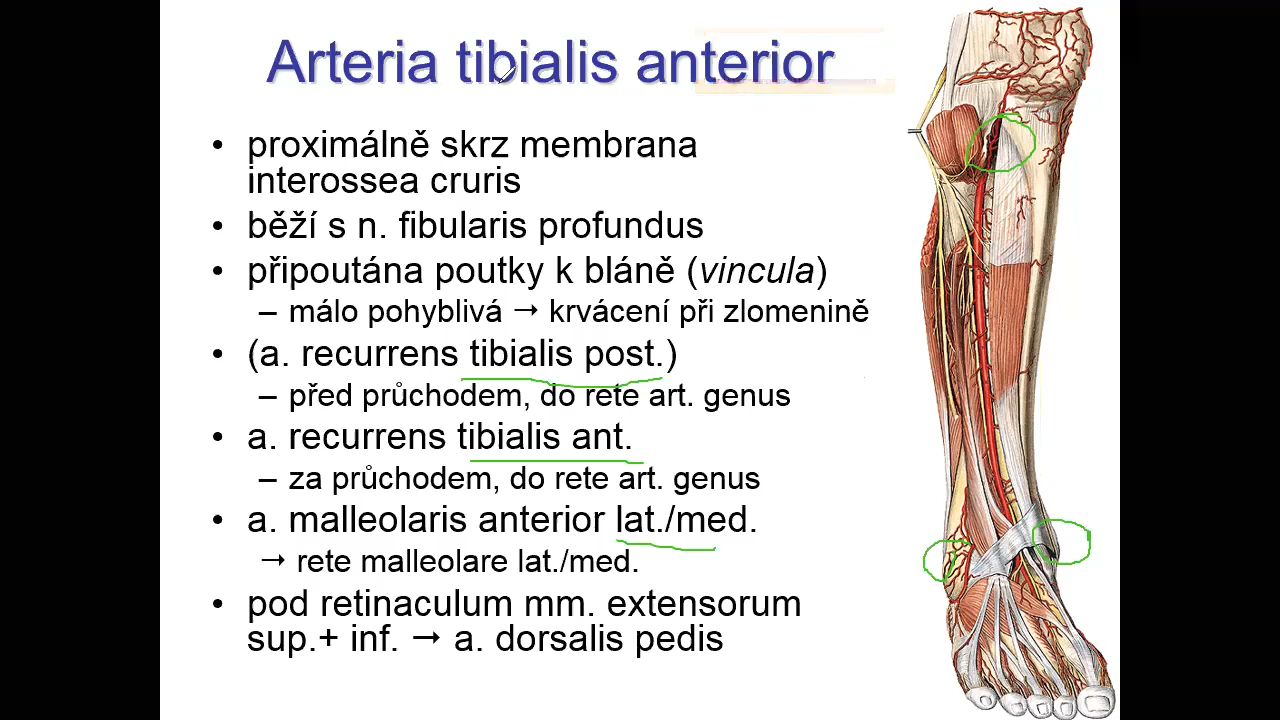 Arteria tibialis anterior
• proximálně skrz membrana
interossea cruris
• běží s n. fibularis profundus
• připoutána poutky k bláně (vincula)
– málo pohyblivá → krvácení při zlomenině
• (a. recurrens tibialis post.)
– před průchodem, do rete art. genus
• a. recurrens tibialis ant.
– za průchodem, do rete art. genus
• a. malleolaris anterior lat./med.
→ rete malleolare lat./med.
• pod retinaculum mm. extensorum
sup.+ inf. → a. dorsalis pedis